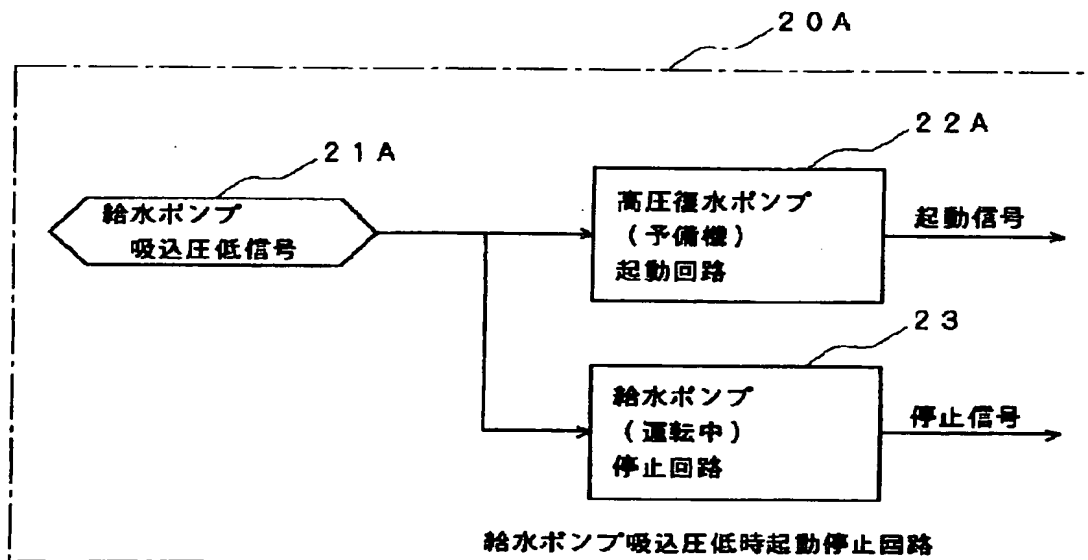 ２０Ａ
２１Ａ
給水ポンプ
吸込圧低信号
２２Ａ
高圧復水ポンプ
（予備機）
起動回路
起動信号
２３
給水ポンプ
（運転中）
停止回路
停止信号
給水ポンプ吸込圧低時起動停止回路